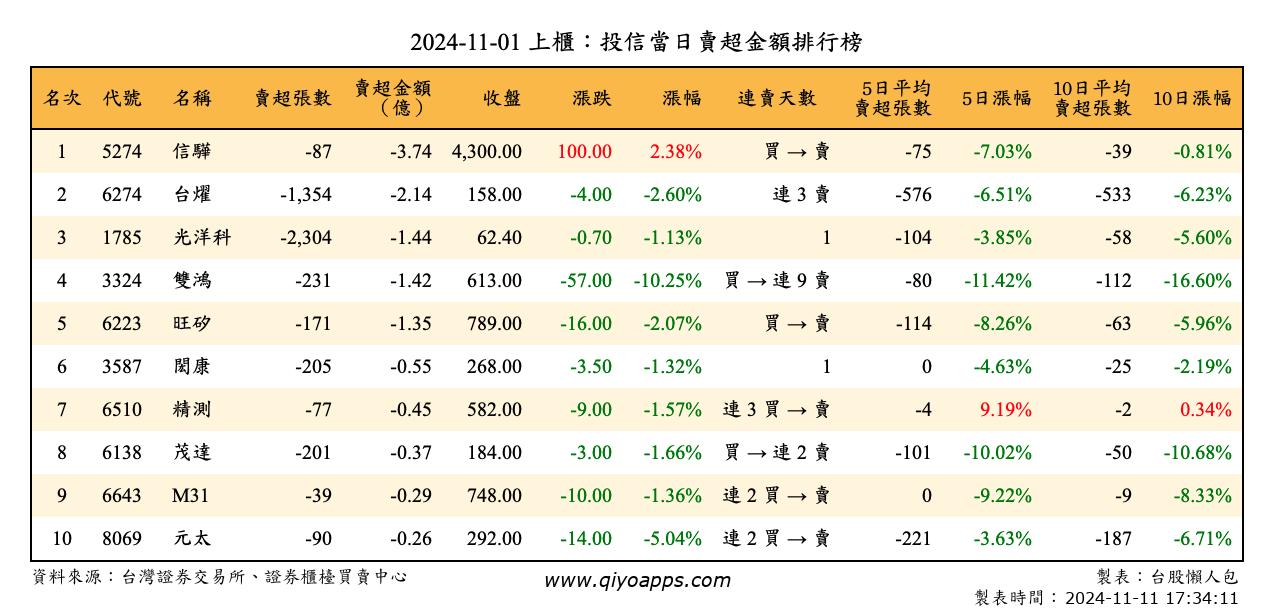 2024-11-01 上櫃：投信當日賣超金額排行榜
名次 代號 名稱 賣超張數 賣超金額（億） 收盤 漲跌 漲幅 連賣天數 5日平均賣超張數 5日漲幅 10日平均賣超張數 10日漲幅
1 5274 信驊 -87 -3.74 4,300.00 100.00 2.38% 買 → 賣 -75 -7.03% -39 -0.81%
2 6274 台燿 -1,354 -2.14 158.00 -4.00 -2.60% 連 3 賣 -576 -6.51% -533 -6.23%
3 1785 光洋科 -2,304 -1.44 62.40 -0.70 -1.13% 1 -104 -3.85% -58 -5.60%
4 3324 雙鴻 -231 -1.42 613.00 -57.00 -10.25% 買 → 連 9 賣 -80 -11.42% -112 -16.60%
5 6223 旺矽 -171 -1.35 789.00 -16.00 -2.07% 買 → 賣 -114 -8.26% -63 -5.96%
6 3587 閎康 -205 -0.55 268.00 -3.50 -1.32% 1 0 -4.63% -25 -2.19%
7 6510 精測 -77 -0.45 582.00 -9.00 -1.57% 連 3 買 → 賣 -4 9.19% -2 0.34%
8 6138 茂達 -201 -0.37 184.00 -3.00 -1.66% 買 → 連 2 賣 -101 -10.02% -50 -10.68%
9 6643 M31 -39 -0.29 748.00 -10.00 -1.36% 連 2 買 → 賣 0 -9.22% -9 -8.33%
10 8069 元太 -90 -0.26 292.00 -14.00 -5.04% 連 2 買 → 賣 -221 -3.63% -187 -6.71%
資料來源：台灣證券交易所、證券櫃檯買賣中心 www.qiyoapps.com 製表：台股懶人包
製表時間：2024-11-11 17:34:11